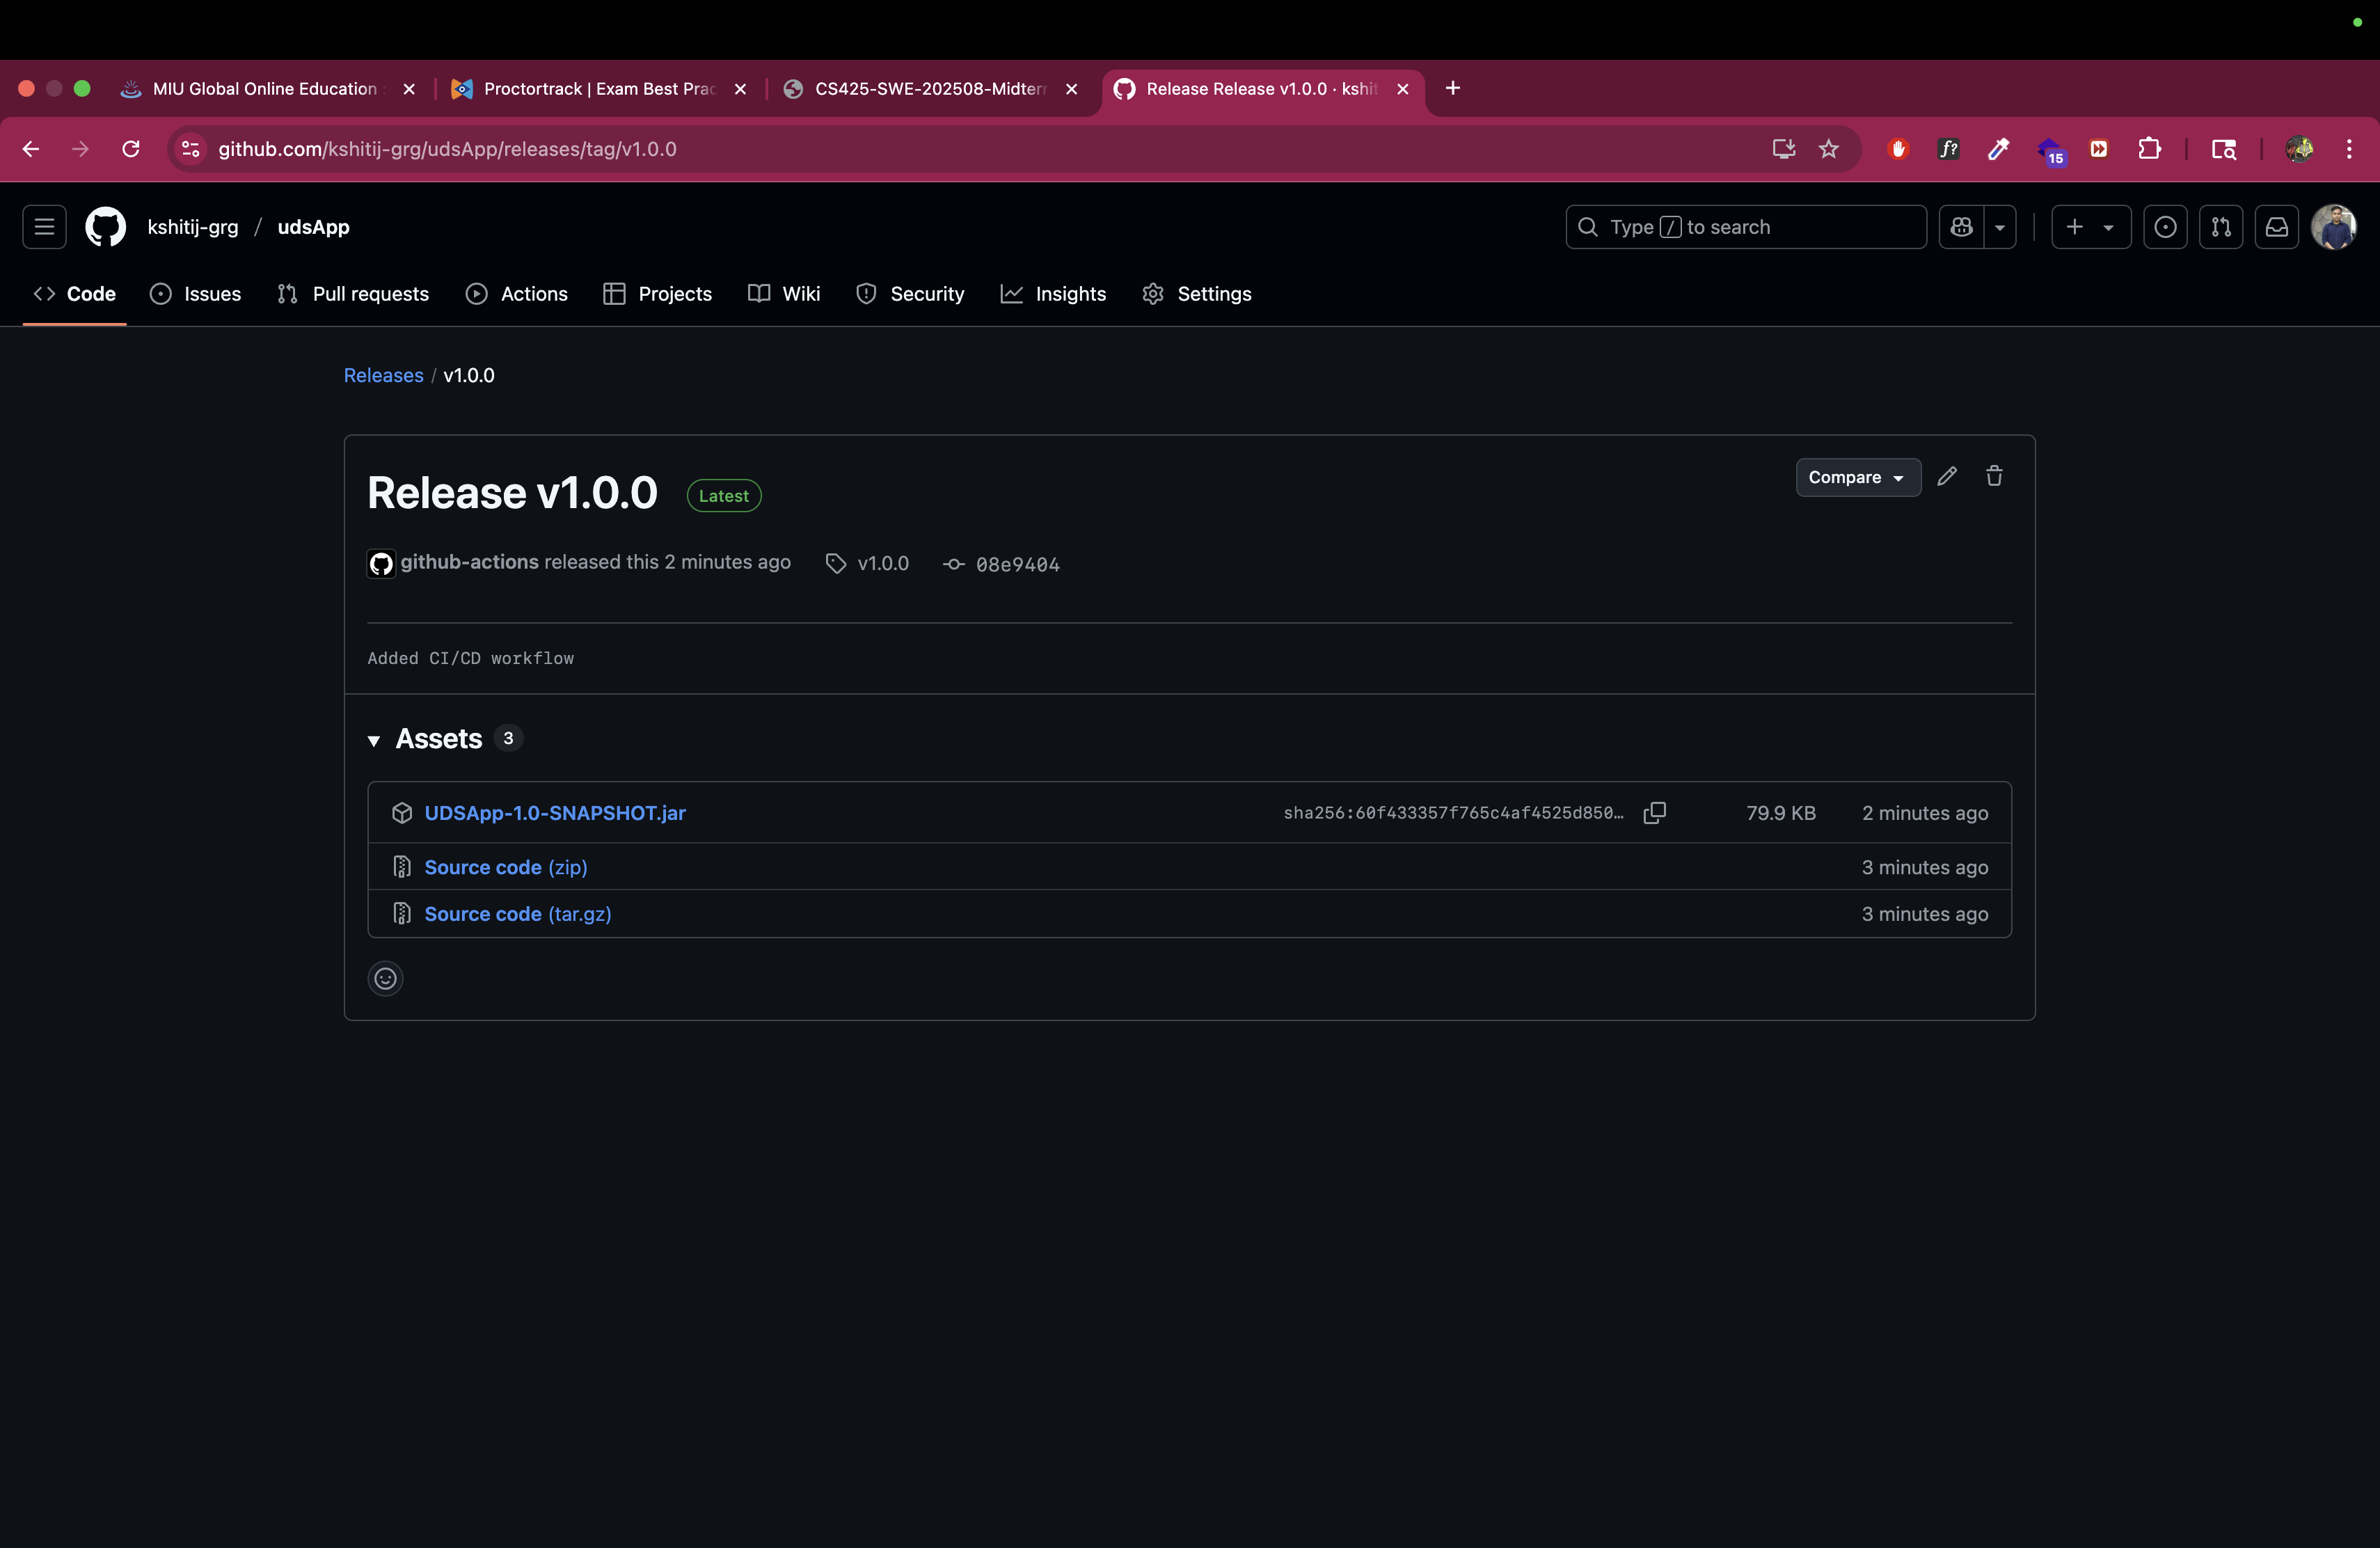 MIU Global Online Education :
Proctortrack | Exam Best Prac
CS425-SWE-202508-Midterm
Release Release v1.0.0 · kshit
github.com/kshitij-grg/udsApp/releases/tag/v1.0.0
f?
15
kshitij-grg / udsApp
Type / to search
Code
Issues
Pull requests
Actions
Projects
Wiki
Security
Insights
Settings
Releases / v1.0.0
Release v1.0.0
Latest
Compare
github-actions released this 2 minutes ago
v1.0.0
08e9404
Added CI/CD workflow
Assets 3
UDSApp-1.0-SNAPSHOT.jar
sha256:60f433357f765c4af4525d850…
79.9 KB
2 minutes ago
Source code (zip)
3 minutes ago
Source code (tar.gz)
3 minutes ago